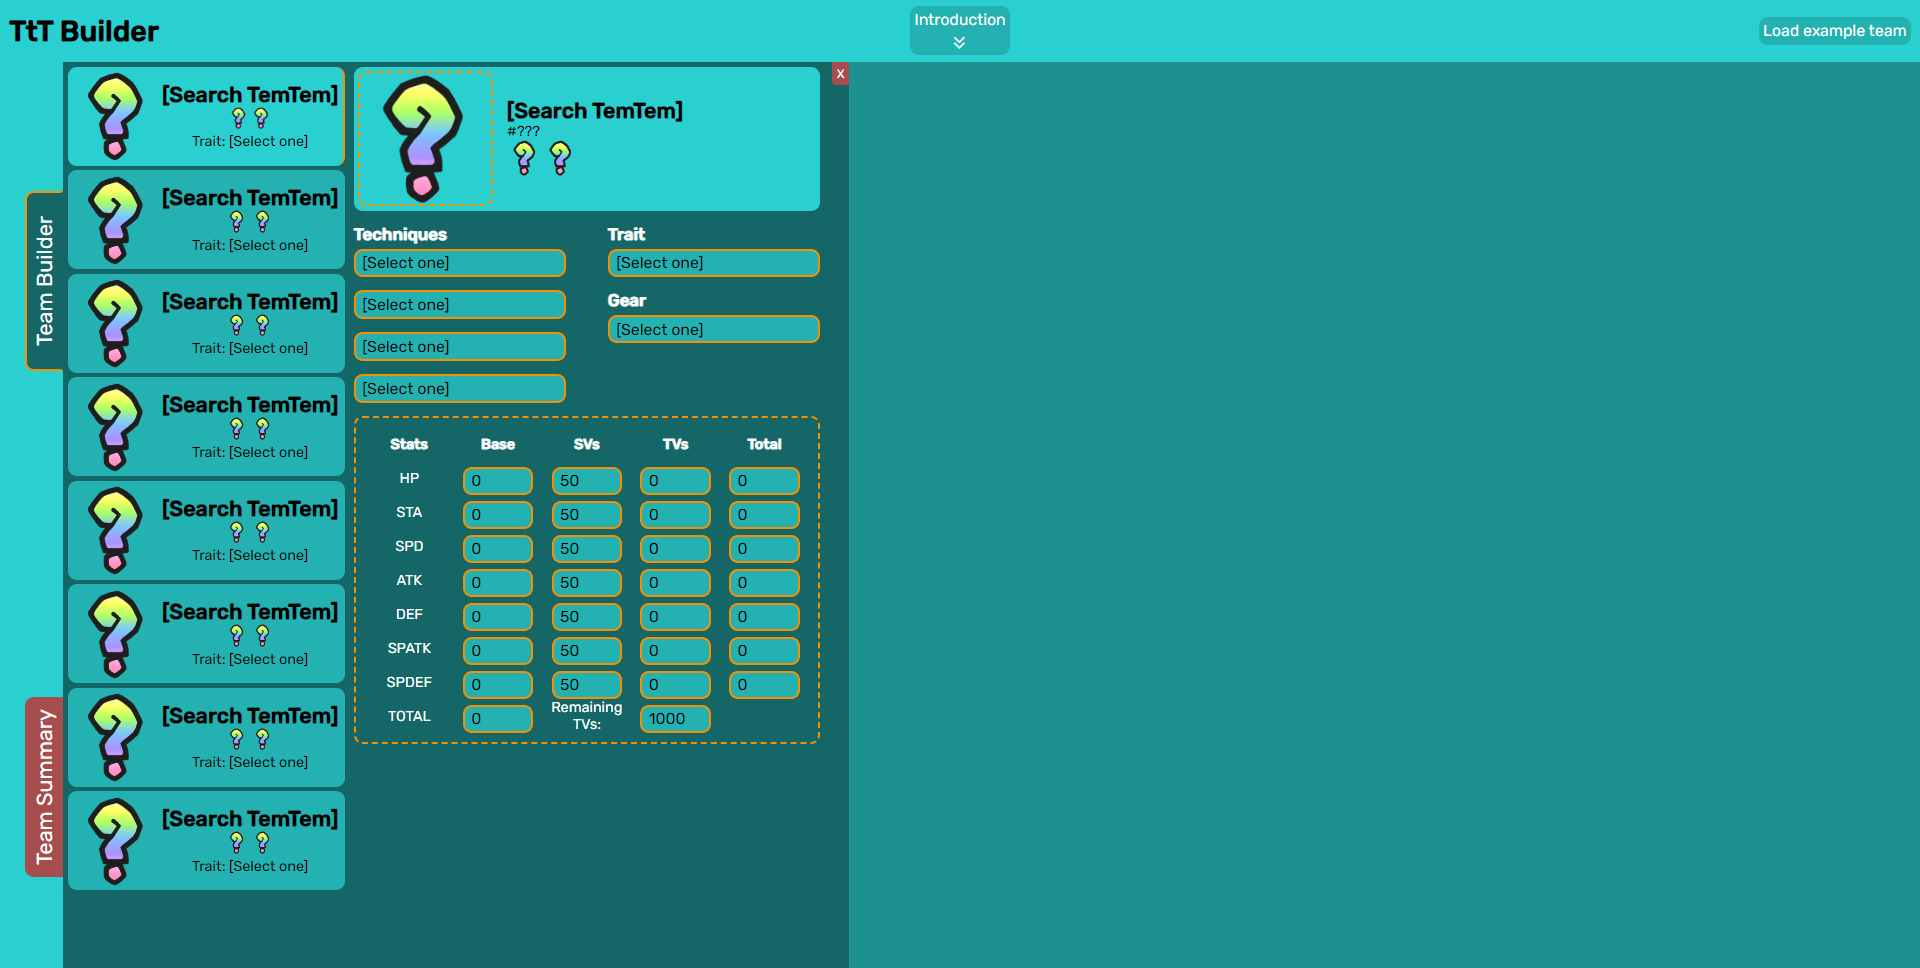 TtT Builder
Introduction
Load example team
Team Builder
Team Summary
[Search TemTem]
Trait: [Select one]
[Search TemTem]
Trait: [Select one]
[Search TemTem]
Trait: [Select one]
[Search TemTem]
Trait: [Select one]
[Search TemTem]
Trait: [Select one]
[Search TemTem]
Trait: [Select one]
[Search TemTem]
Trait: [Select one]
[Search TemTem]
Trait: [Select one]
X
[Search TemTem]
#???
Techniques
[Select one]
[Select one]
[Select one]
[Select one]
Trait
[Select one]
Gear
[Select one]
Stats Base SVs TVs Total
HP 0 50 0 0
STA 0 50 0 0
SPD 0 50 0 0
ATK 0 50 0 0
DEF 0 50 0 0
SPATK 0 50 0 0
SPDEF 0 50 0 0
TOTAL 0 Remaining TVs: 1000